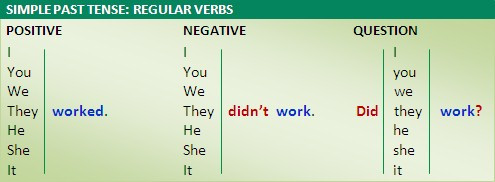 SIMPLE PAST TENSE: REGULAR VERBS
POSITIVE NEGATIVE QUESTION
I I I
You You you
We We we
They worked. They didn't work. Did they work?
He He he
She She she
It It it